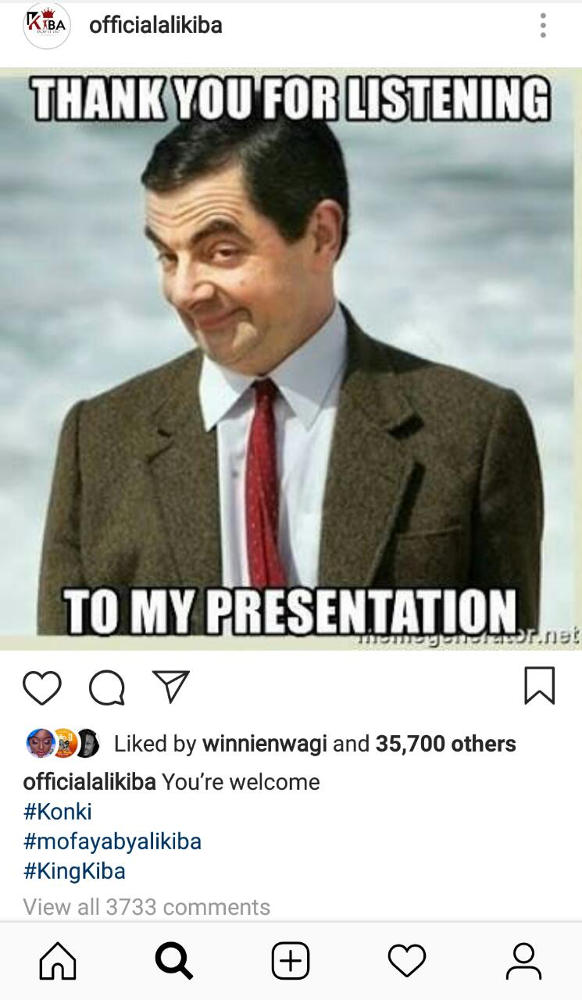 KIBA
officialalikiba
THANK YOU FOR LISTENING
TO MY PRESENTATION
memegenerator.net
Liked by winnienwagi and 35,700 others
officialalikiba You’re welcome
#Konki
#mofayabyalikiba
#KingKiba
View all 3733 comments